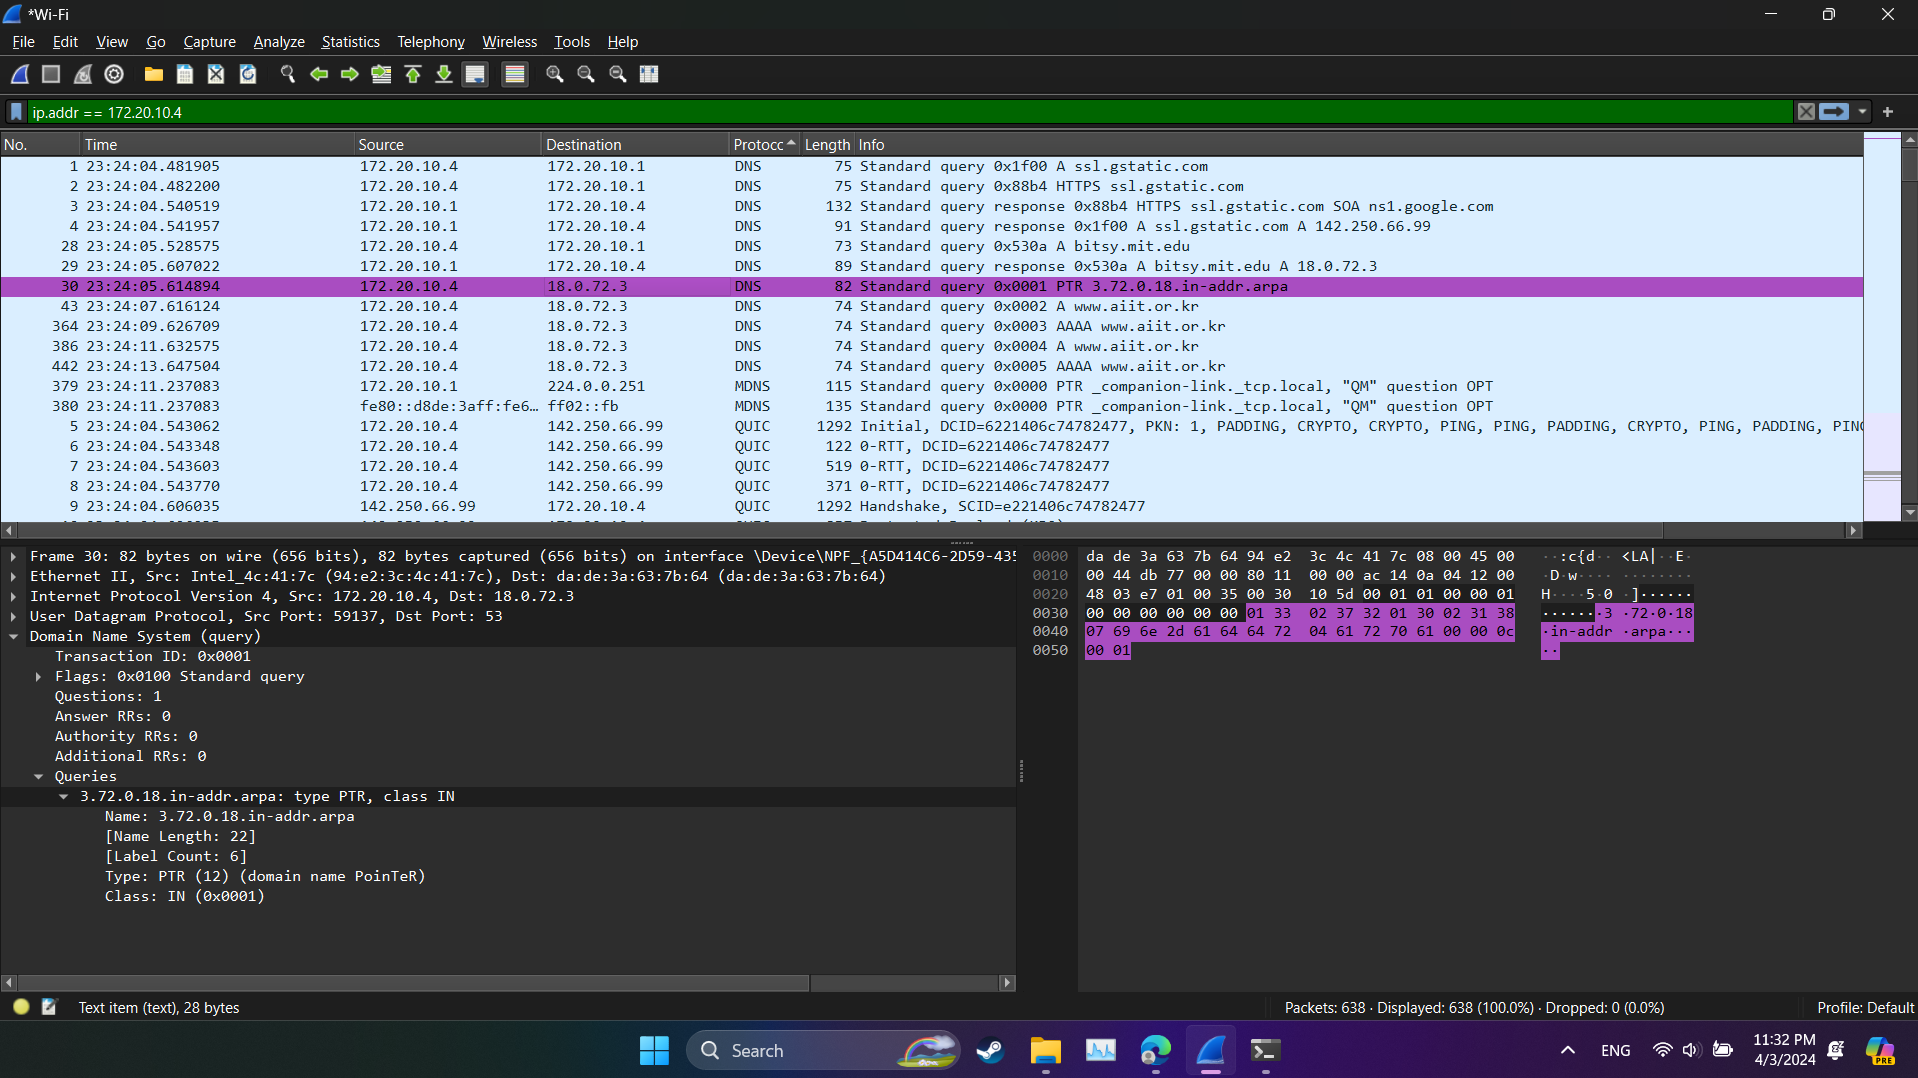 *Wi-Fi
File Edit View Go Capture Analyze Statistics Telephony Wireless Tools Help
ip.addr == 172.20.10.4
No. Time Source Destination Protocc Length Info
1 23:24:04.481905 172.20.10.4 172.20.10.1 DNS 75 Standard query 0x1f00 A ssl.gstatic.com
2 23:24:04.482200 172.20.10.4 172.20.10.1 DNS 75 Standard query 0x88b4 HTTPS ssl.gstatic.com
3 23:24:04.540519 172.20.10.1 172.20.10.4 DNS 132 Standard query response 0x88b4 HTTPS ssl.gstatic.com SOA ns1.google.com
4 23:24:04.541957 172.20.10.1 172.20.10.4 DNS 91 Standard query response 0x1f00 A ssl.gstatic.com A 142.250.66.99
28 23:24:05.528575 172.20.10.4 172.20.10.1 DNS 73 Standard query 0x530a A bitsy.mit.edu
29 23:24:05.607022 172.20.10.1 172.20.10.4 DNS 89 Standard query response 0x530a A bitsy.mit.edu A 18.0.72.3
30 23:24:05.614894 172.20.10.4 18.0.72.3 DNS 82 Standard query 0x0001 PTR 3.72.0.18.in-addr.arpa
43 23:24:07.616124 172.20.10.4 18.0.72.3 DNS 74 Standard query 0x0002 A www.aiit.or.kr
364 23:24:09.626709 172.20.10.4 18.0.72.3 DNS 74 Standard query 0x0003 AAAA www.aiit.or.kr
386 23:24:11.632575 172.20.10.4 18.0.72.3 DNS 74 Standard query 0x0004 A www.aiit.or.kr
442 23:24:13.647504 172.20.10.4 18.0.72.3 DNS 74 Standard query 0x0005 AAAA www.aiit.or.kr
379 23:24:11.237083 172.20.10.1 224.0.0.251 MDNS 115 Standard query 0x0000 PTR _companion-link._tcp.local, "QM" question OPT
380 23:24:11.237083 fe80::d8de:3aff:fe6… ff02::fb MDNS 135 Standard query 0x0000 PTR _companion-link._tcp.local, "QM" question OPT
5 23:24:04.543062 172.20.10.4 142.250.66.99 QUIC 1292 Initial, DCID=6221406c74782477, PKN: 1, PADDING, CRYPTO, CRYPTO, PING, PING, PADDING, CRYPTO, PING, PADDING, PING
6 23:24:04.543348 172.20.10.4 142.250.66.99 QUIC 122 0-RTT, DCID=6221406c74782477
7 23:24:04.543603 172.20.10.4 142.250.66.99 QUIC 519 0-RTT, DCID=6221406c74782477
8 23:24:04.543770 172.20.10.4 142.250.66.99 QUIC 371 0-RTT, DCID=6221406c74782477
9 23:24:04.606035 142.250.66.99 172.20.10.4 QUIC 1292 Handshake, SCID=e221406c74782477
Frame 30: 82 bytes on wire (656 bits), 82 bytes captured (656 bits) on interface \Device\NPF_{A5D414C6-2D59-435
Ethernet II, Src: Intel_4c:41:7c (94:e2:3c:4c:41:7c), Dst: da:de:3a:63:7b:64 (da:de:3a:63:7b:64)
Internet Protocol Version 4, Src: 172.20.10.4, Dst: 18.0.72.3
User Datagram Protocol, Src Port: 59137, Dst Port: 53
Domain Name System (query)
Transaction ID: 0x0001
Flags: 0x0100 Standard query
Questions: 1
Answer RRs: 0
Authority RRs: 0
Additional RRs: 0
Queries
3.72.0.18.in-addr.arpa: type PTR, class IN
Name: 3.72.0.18.in-addr.arpa
[Name Length: 22]
[Label Count: 6]
Type: PTR (12) (domain name PoinTeR)
Class: IN (0x0001)
0000 da de 3a 63 7b 64 94 e2 3c 4c 41 7c 08 00 45 00 ··:c{d·· <LA|··E·
0010 00 44 db 77 00 00 80 11 00 00 ac 14 0a 04 12 00 ·D·w···· ········
0020 48 03 e7 01 00 35 00 30 10 5d 00 01 01 00 00 01 H····5·0 ·]······
0030 00 00 00 00 00 00 01 33 02 37 32 01 30 02 31 38 ·······3 ·72·0·18
0040 07 69 6e 2d 61 64 64 72 04 61 72 70 61 00 00 0c ·in-addr ·arpa···
0050 00 01 ··
Text item (text), 28 bytes Packets: 638 · Displayed: 638 (100.0%) · Dropped: 0 (0.0%) Profile: Default
Search ENG 11:32 PM
4/3/2024
PRE